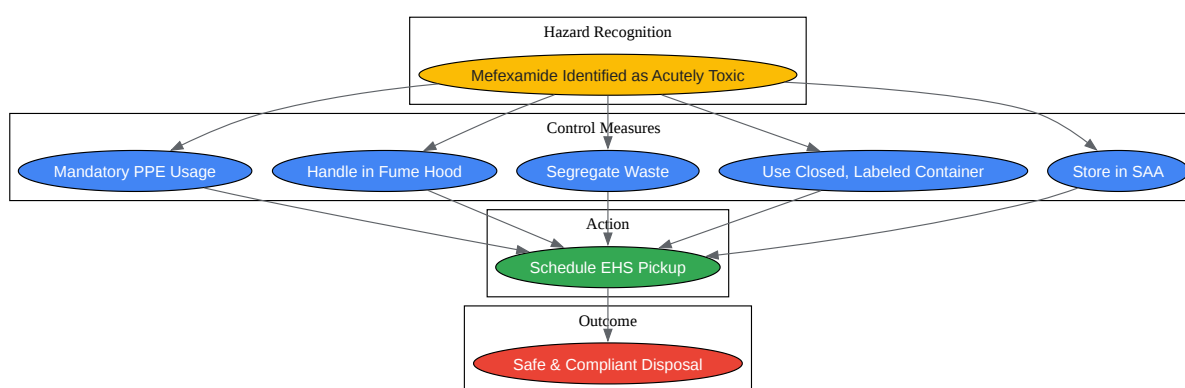 Hazard Recognition
Mefexamide Identified as Acutely Toxic
Control Measures
Mandatory PPE Usage
Handle in Fume Hood
Segregate Waste
Use Closed, Labeled Container
Store in SAA
Action
Schedule EHS Pickup
Outcome
Safe & Compliant Disposal